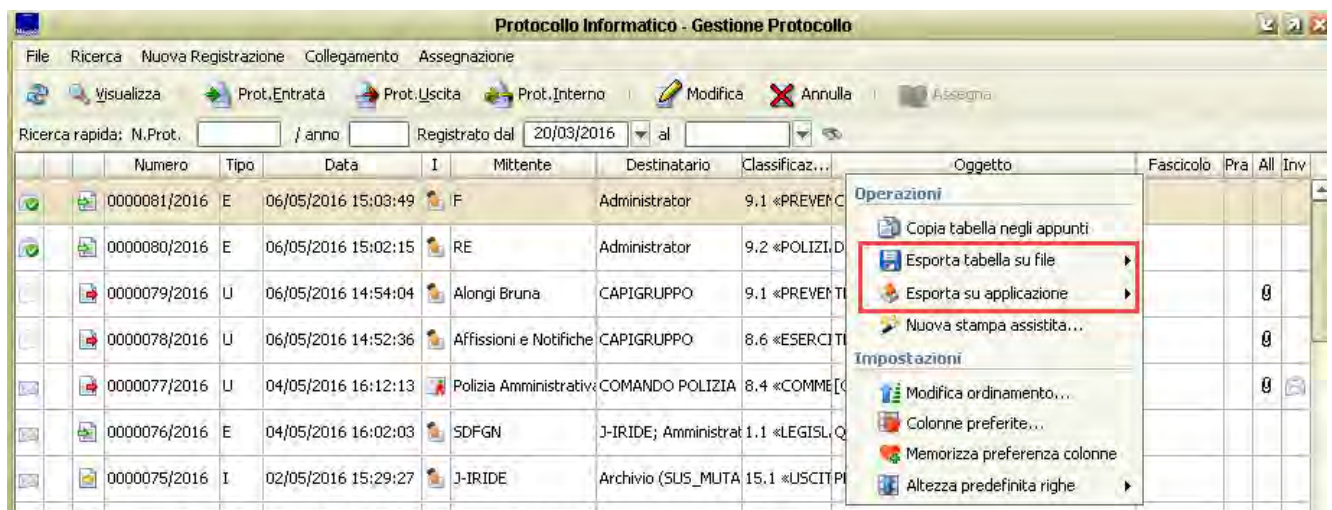 Protocollo Informatico - Gestione Protocollo
File Ricerca Nuova Registrazione Collegamento Assegnazione
Visualizza Prot.Entrata Prot.Uscita Prot.Interno Modifica Annulla Assegna
Ricerca rapida: N.Prot. / anno Registrato dal 20/03/2016 al
Numero Tipo Data I Mittente Destinatario Classificaz... Oggetto Fascicolo Pra All Inv
0000081/2016 E 06/05/2016 15:03:49 F Administrator 9.1 «PREVEN C
0000080/2016 E 06/05/2016 15:02:15 RE Administrator 9.2 «POLIZI. D
0000079/2016 U 06/05/2016 14:54:04 Alongi Bruna CAPIGRUPPO 9.1 «PREVEN
0000078/2016 U 06/05/2016 14:52:36 Affissioni e Notifiche CAPIGRUPPO 8.6 «ESERCI
0000077/2016 U 04/05/2016 16:12:13 Polizia Amministrativ COMANDO POLIZIA 8.4 «COMME
0000076/2016 E 04/05/2016 16:02:03 SDFGN J-IRIDE; Amministrat 1.1 «LEGISL. Q
0000075/2016 I 02/05/2016 15:29:27 J-IRIDE Archivio (SUS_MUTA 15.1 «USCIT
Operazioni
Copia tabella negli appunti
Esporta tabella su file
Esporta su applicazione
Nuova stampa assistita...
Impostazioni
Modifica ordinamento...
Colonne preferite...
Memorizza preferenza colonne
Altezza predefinita righe